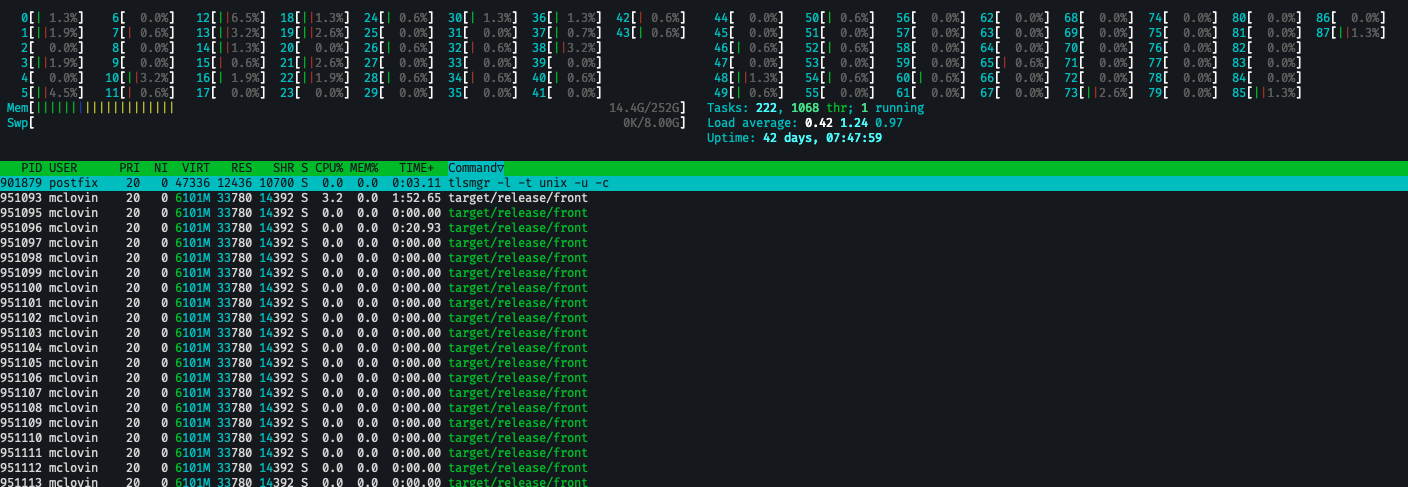 0[| 1.3%] 6[ 0.0%] 12[||6.5%] 18[||1.3%] 24[| 0.6%] 30[| 1.3%] 36[| 1.3%] 42[| 0.6%] 44[ 0.0%] 50[| 0.6%] 56[ 0.0%] 62[ 0.0%] 68[ 0.0%] 74[ 0.0%] 80[ 0.0%] 86[ 0.0%]
1[||1.9%] 7[| 0.6%] 13[||3.2%] 19[||2.6%] 25[ 0.0%] 31[ 0.0%] 37[| 0.7%] 43[| 0.6%] 45[ 0.0%] 51[ 0.0%] 57[ 0.0%] 63[ 0.0%] 69[ 0.0%] 75[ 0.0%] 81[ 0.0%] 87[||1.3%]
2[ 0.0%] 8[ 0.0%] 14[||1.3%] 20[ 0.0%] 26[| 0.6%] 32[| 0.6%] 38[||3.2%] 46[| 0.6%] 52[| 0.6%] 58[ 0.0%] 64[ 0.0%] 70[ 0.0%] 76[ 0.0%] 82[ 0.0%]
3[||1.9%] 9[ 0.0%] 15[| 0.6%] 21[||2.6%] 27[ 0.0%] 33[ 0.0%] 39[ 0.0%] 47[ 0.0%] 53[ 0.0%] 59[ 0.0%] 65[| 0.6%] 71[ 0.0%] 77[ 0.0%] 83[ 0.0%]
4[ 0.0%] 10[||3.2%] 16[| 1.9%] 22[||1.9%] 28[| 0.6%] 34[| 0.6%] 40[| 0.6%] 48[||1.3%] 54[| 0.6%] 60[| 0.6%] 66[ 0.0%] 72[ 0.0%] 78[ 0.0%] 84[ 0.0%]
5[||4.5%] 11[| 0.6%] 17[ 0.0%] 23[ 0.0%] 29[ 0.0%] 35[ 0.0%] 41[ 0.0%] 49[| 0.6%] 55[ 0.0%] 61[ 0.0%] 67[ 0.0%] 73[||2.6%] 79[ 0.0%] 85[||1.3%]
Mem[||||||||||||||||||||14.4G/252G] Tasks: 222, 1068 thr; 1 running
Swp[ 0K/8.00G] Load average: 0.42 1.24 0.97
Uptime: 42 days, 07:47:59
PID USER PRI NI VIRT RES SHR S CPU% MEM% TIME+ Command▽
901879 postfix 20 0 47336 12436 10700 S 0.0 0.0 0:03.11 tlsmgr -l -t unix -u -c
951093 mclovin 20 0 6101M 33780 14392 S 3.2 0.0 1:52.65 target/release/front
951095 mclovin 20 0 6101M 33780 14392 S 0.0 0.0 0:00.00 target/release/front
951096 mclovin 20 0 6101M 33780 14392 S 0.0 0.0 0:20.93 target/release/front
951097 mclovin 20 0 6101M 33780 14392 S 0.0 0.0 0:00.00 target/release/front
951098 mclovin 20 0 6101M 33780 14392 S 0.0 0.0 0:00.00 target/release/front
951099 mclovin 20 0 6101M 33780 14392 S 0.0 0.0 0:00.00 target/release/front
951100 mclovin 20 0 6101M 33780 14392 S 0.0 0.0 0:00.00 target/release/front
951101 mclovin 20 0 6101M 33780 14392 S 0.0 0.0 0:00.00 target/release/front
951102 mclovin 20 0 6101M 33780 14392 S 0.0 0.0 0:00.00 target/release/front
951103 mclovin 20 0 6101M 33780 14392 S 0.0 0.0 0:00.00 target/release/front
951104 mclovin 20 0 6101M 33780 14392 S 0.0 0.0 0:00.00 target/release/front
951105 mclovin 20 0 6101M 33780 14392 S 0.0 0.0 0:00.00 target/release/front
951106 mclovin 20 0 6101M 33780 14392 S 0.0 0.0 0:00.00 target/release/front
951107 mclovin 20 0 6101M 33780 14392 S 0.0 0.0 0:00.00 target/release/front
951108 mclovin 20 0 6101M 33780 14392 S 0.0 0.0 0:00.00 target/release/front
951109 mclovin 20 0 6101M 33780 14392 S 0.0 0.0 0:00.00 target/release/front
951110 mclovin 20 0 6101M 33780 14392 S 0.0 0.0 0:00.00 target/release/front
951111 mclovin 20 0 6101M 33780 14392 S 0.0 0.0 0:00.00 target/release/front
951112 mclovin 20 0 6101M 33780 14392 S 0.0 0.0 0:00.00 target/release/front
951113 mclovin 20 0 6101M 33780 14392 S 0.0 0.0 0:00.00 target/release/front